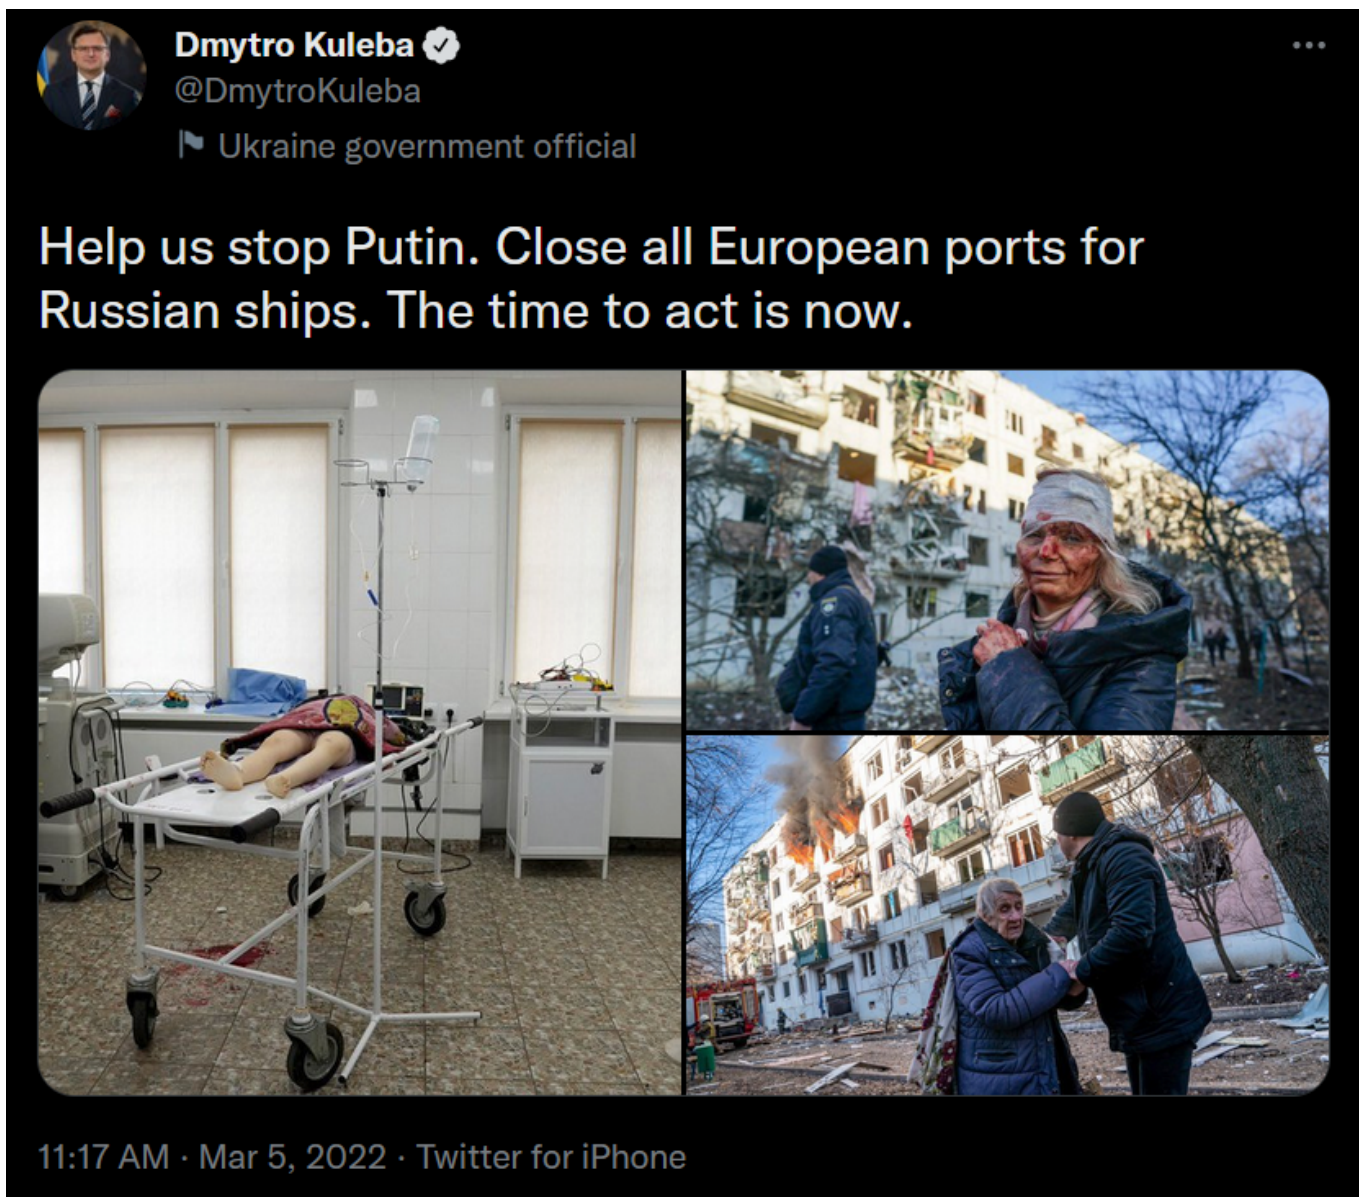 Dmytro Kuleba
@DmytroKuleba
Ukraine government official
Help us stop Putin. Close all European ports for
Russian ships. The time to act is now.
11:17 AM · Mar 5, 2022 · Twitter for iPhone